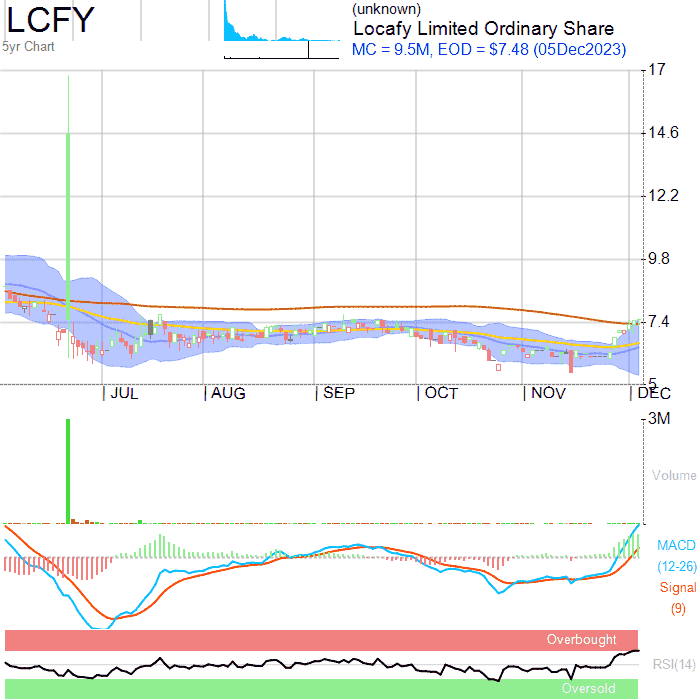 LCFY
5yr Chart
(unknown)
Locafy Limited Ordinary Share
MC = 9.5M, EOD = $7.48 (05Dec2023)
17
14.6
12.2
9.8
7.4
5
JUL AUG SEP OCT NOV DEC
3M
Volume
MACD
(12-26)
Signal
(9)
Overbought
RSI(14)
Oversold